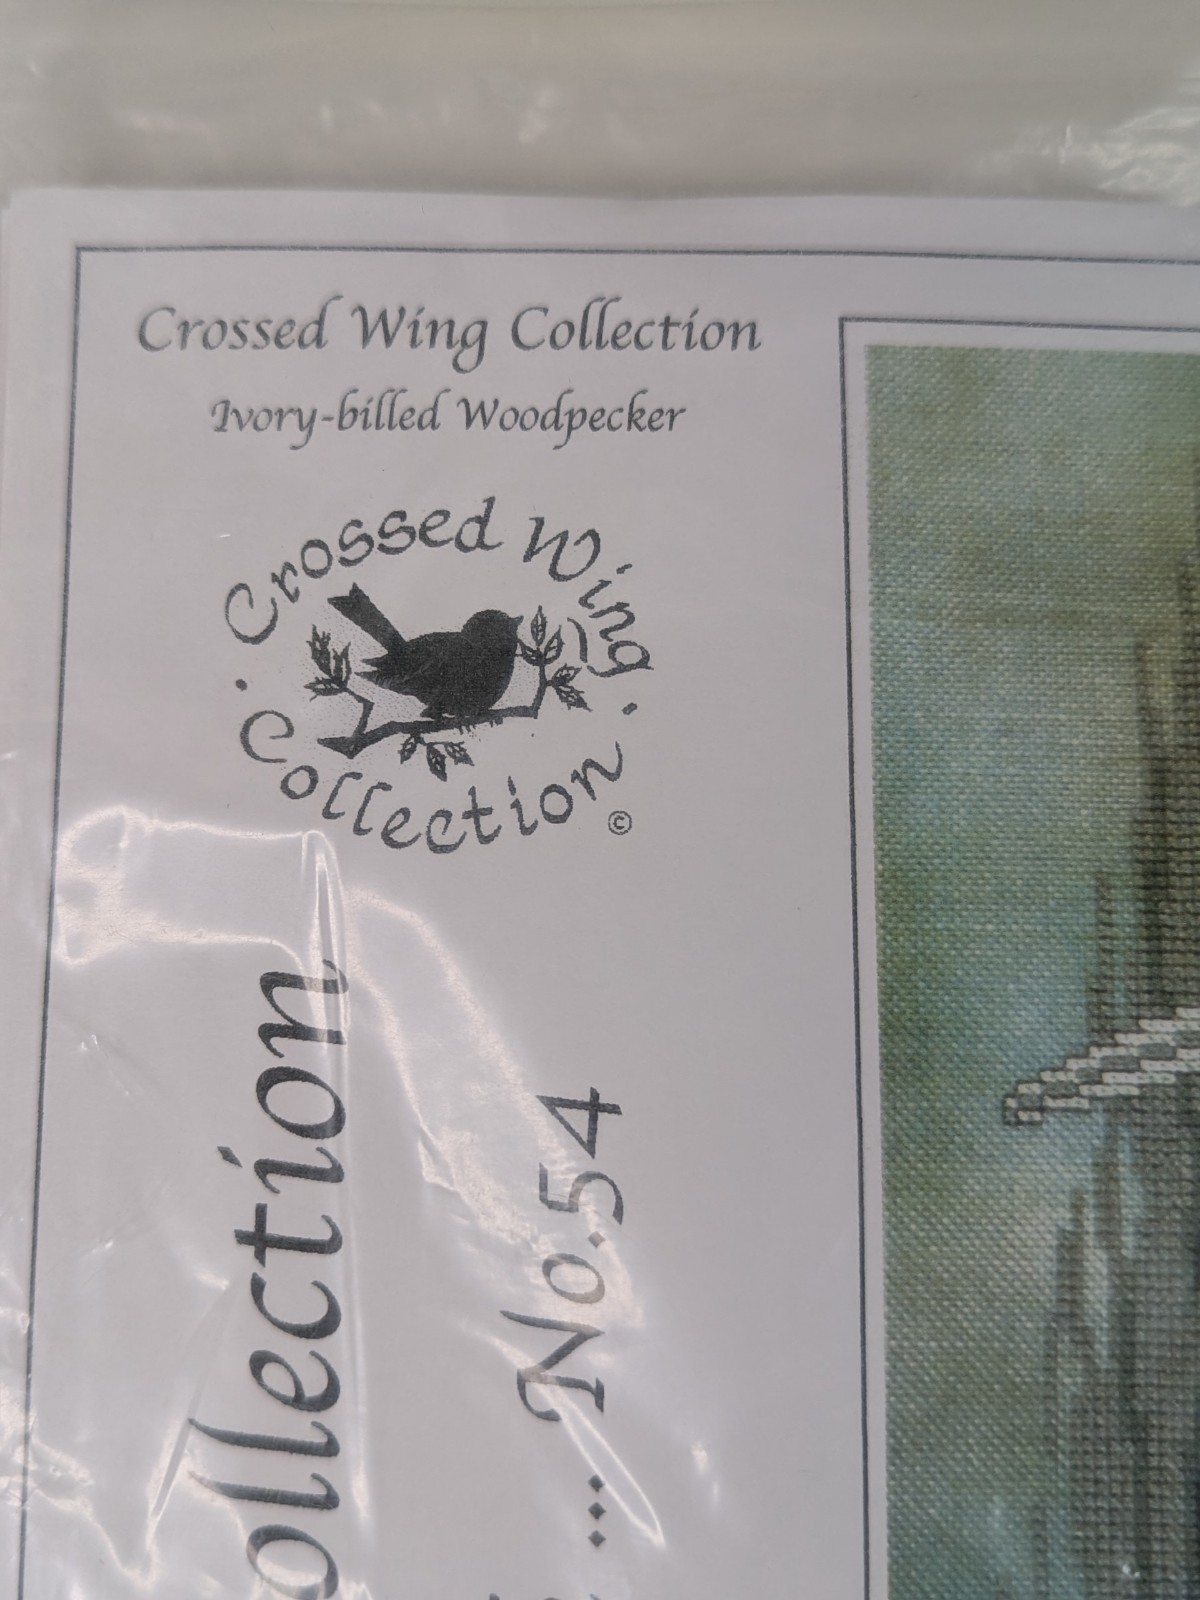 Crossed Wing Collection
Ivory-billed Woodpecker
· Crossed Wing ·
Collection
©
ollection
... No.54